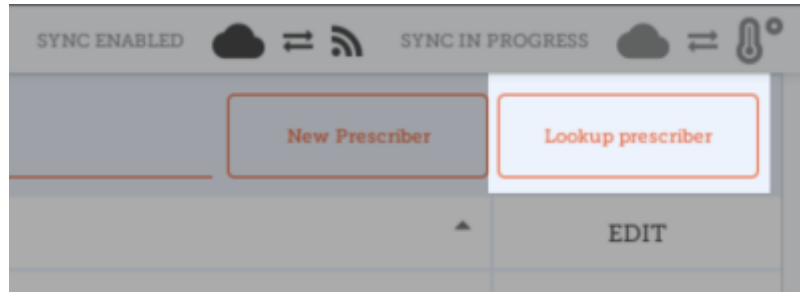 SYNC ENABLED SYNC IN PROGRESS
New Prescriber Lookup prescriber
EDIT